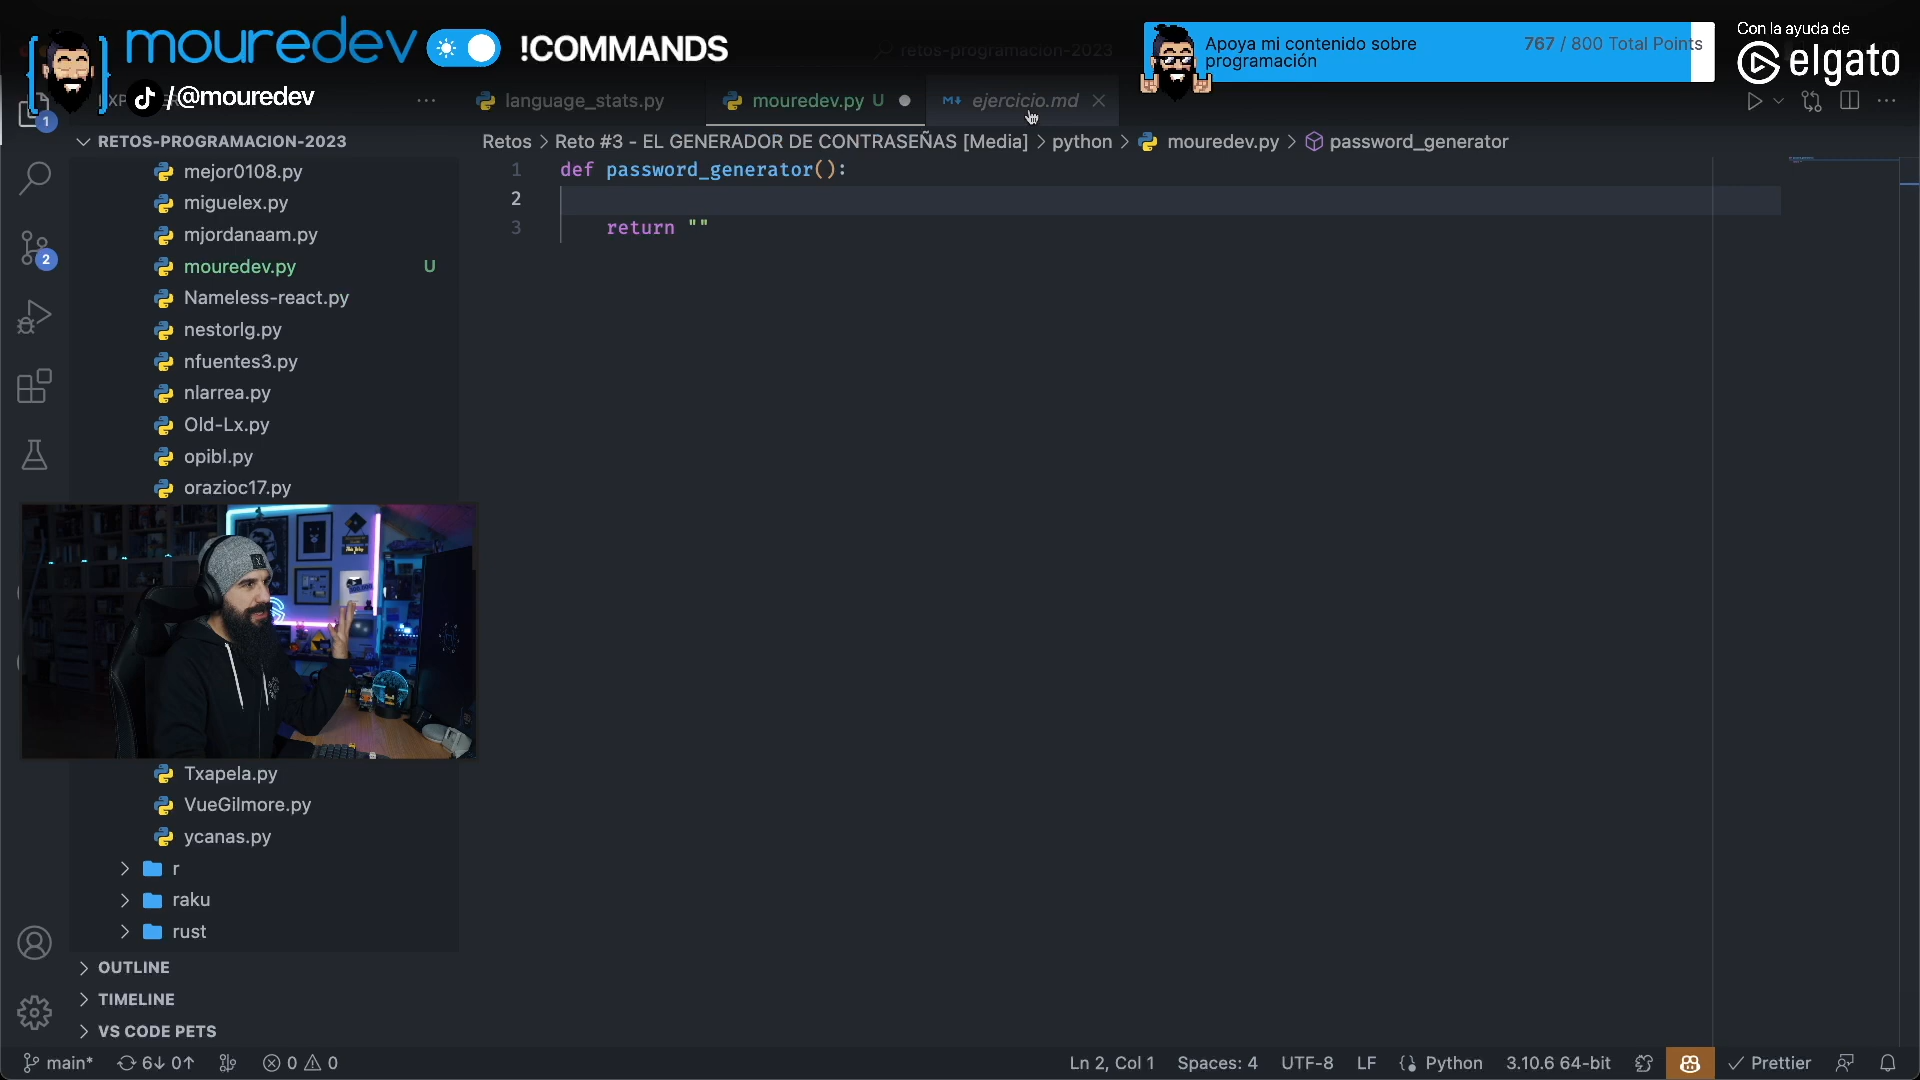 mouredev !COMMANDS
/@mouredev
retos-programacion-2023
Apoya mi contenido sobre
programación
767 / 800 Total Points
Con la ayuda de
elgato
EXP
language_stats.py
mouredev.py U
ejercicio.md
1
RETOS-PROGRAMACION-2023
Retos > Reto #3 - EL GENERADOR DE CONTRASEÑAS [Media] > python > mouredev.py > password_generator
1 def password_generator():
2
3 return ""
mejor0108.py
miguelex.py
mjordanaam.py
2
mouredev.py U
Nameless-react.py
nestorlg.py
nfuentes3.py
nlarrea.py
Old-Lx.py
opibl.py
orazioc17.py
Txapela.py
VueGilmore.py
ycanas.py
r
raku
rust
OUTLINE
TIMELINE
VS CODE PETS
main* 6↓ 0↑ 0 0
Ln 2, Col 1 Spaces: 4 UTF-8 LF Python 3.10.6 64-bit Prettier